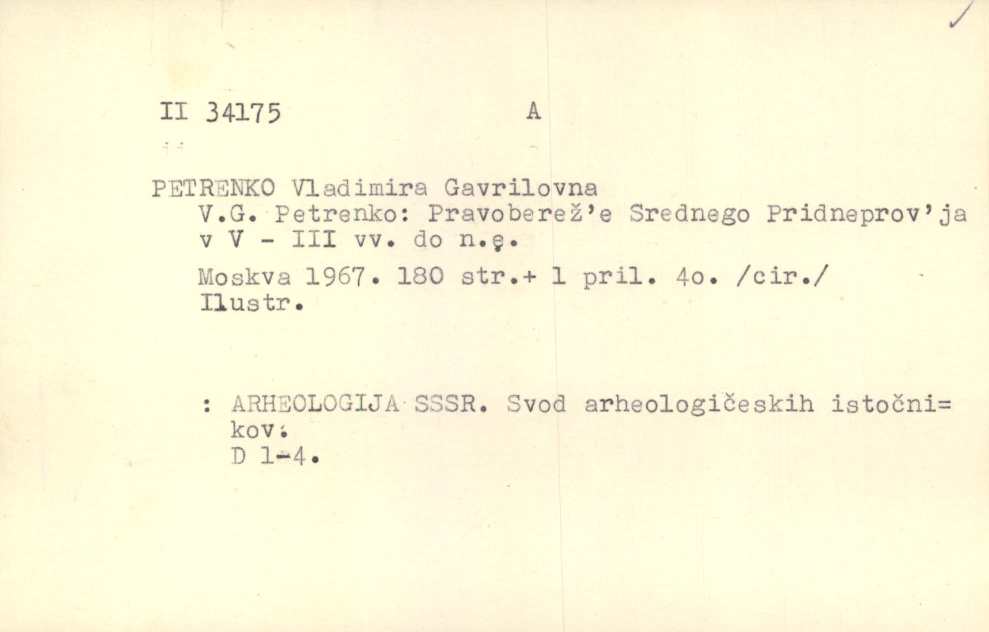 II 34175 A
PETRENKO Vladimira Gavrilovna
V.G. Petrenko: Pravoberež'e Srednego Pridneprov'ja
v V - III vv. do n.ę.
Moskva 1967. 180 str.+ 1 pril. 4o. /cir./
Ilustr.
: ARHEOLOGIJA SSSR. Svod arheologičeskih istočni=
kov.
D 1-4.